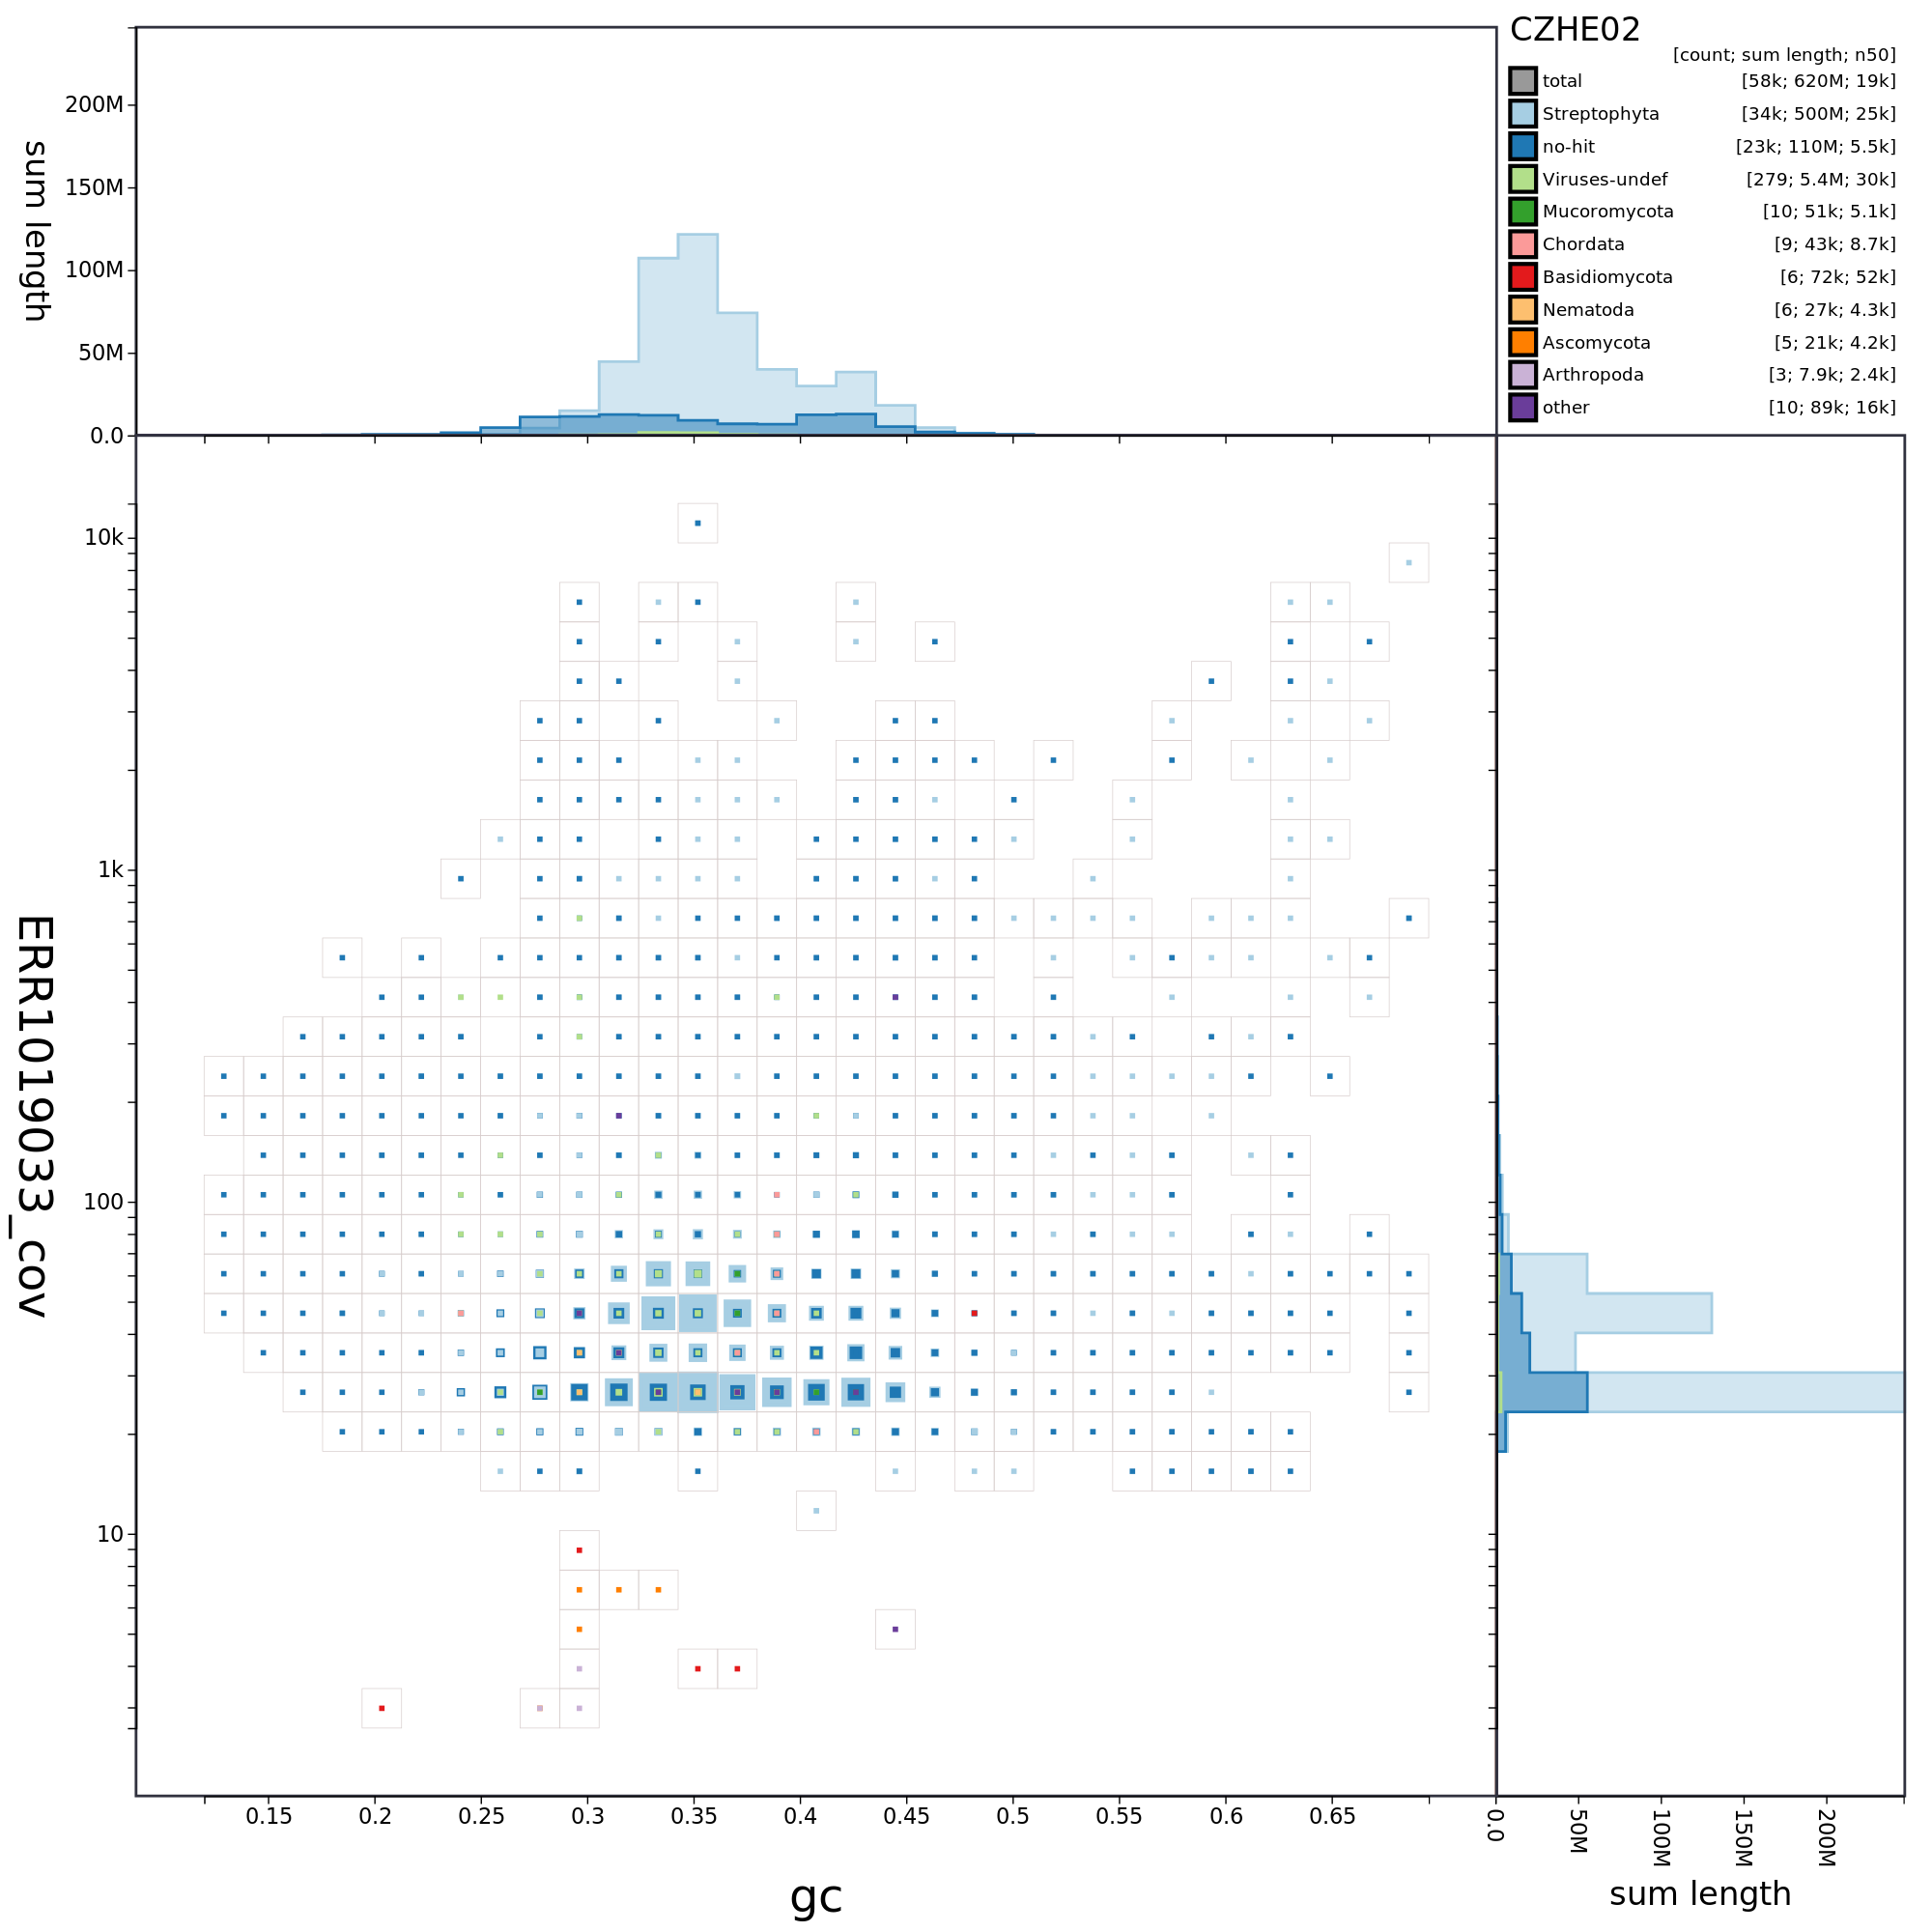 CZHE02
[count; sum length; n50]
total [58k; 620M; 19k]
Streptophyta [34k; 500M; 25k]
no-hit [23k; 110M; 5.5k]
Viruses-undef [279; 5.4M; 30k]
Mucoromycota [10; 51k; 5.1k]
Chordata [9; 43k; 8.7k]
Basidiomycota [6; 72k; 52k]
Nematoda [6; 27k; 4.3k]
Ascomycota [5; 21k; 4.2k]
Arthropoda [3; 7.9k; 2.4k]
other [10; 89k; 16k]
sum length
200M
150M
100M
50M
0.0
ERR1019033_cov
10k
1k
100
10
0.15 0.2 0.25 0.3 0.35 0.4 0.45 0.5 0.55 0.6 0.65
gc
0.0 50M 100M 150M 200M
sum length